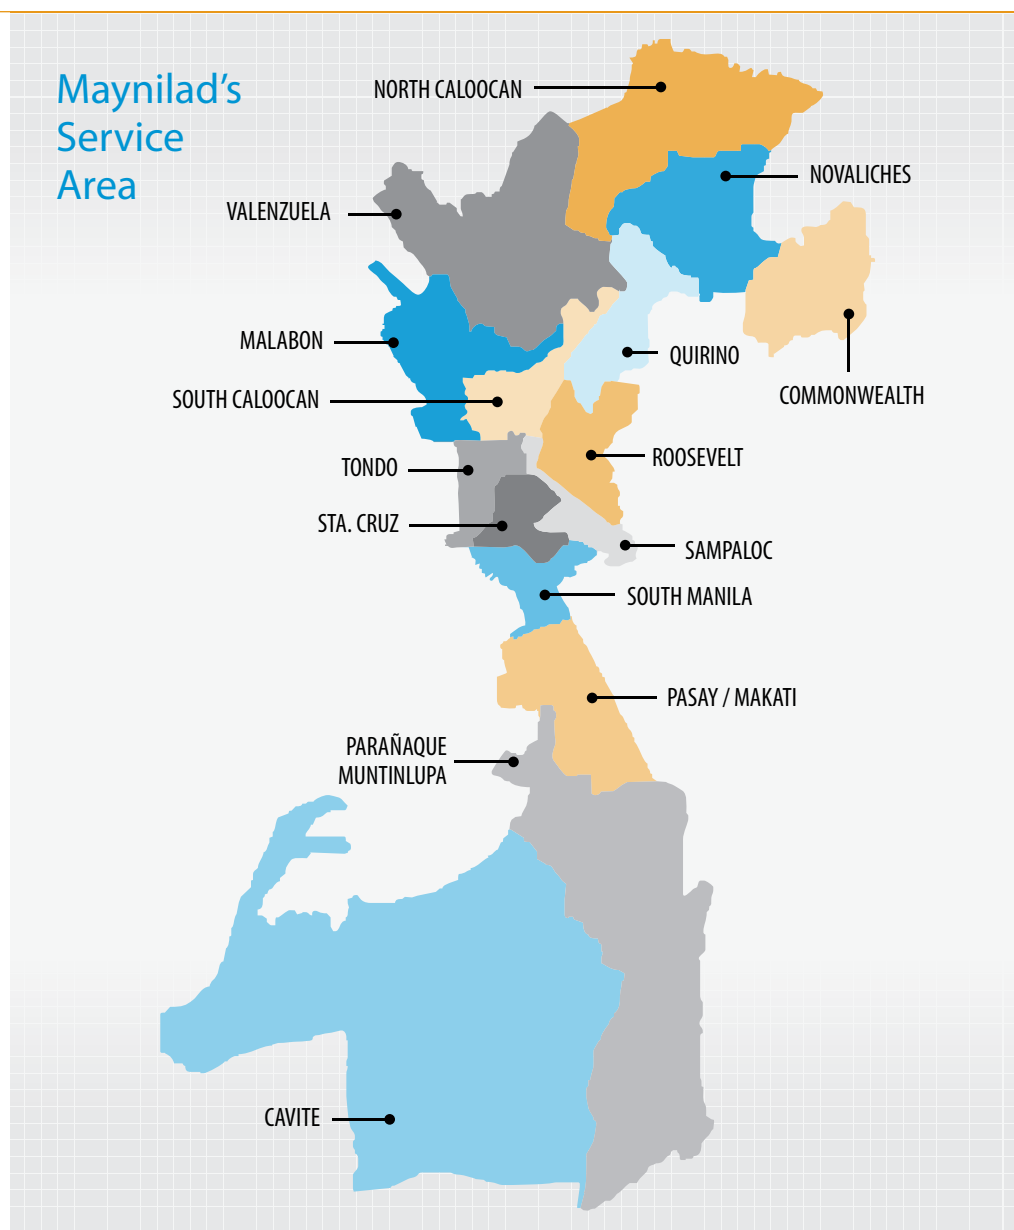 Maynilad’s
Service
Area
NORTH CALOOCAN
NOVALICHES
VALENZUELA
MALABON
QUIRINO
SOUTH CALOOCAN
COMMONWEALTH
TONDO
ROOSEVELT
STA. CRUZ
SAMPALOC
SOUTH MANILA
PASAY / MAKATI
PARAÑAQUE
MUNTINLUPA
CAVITE